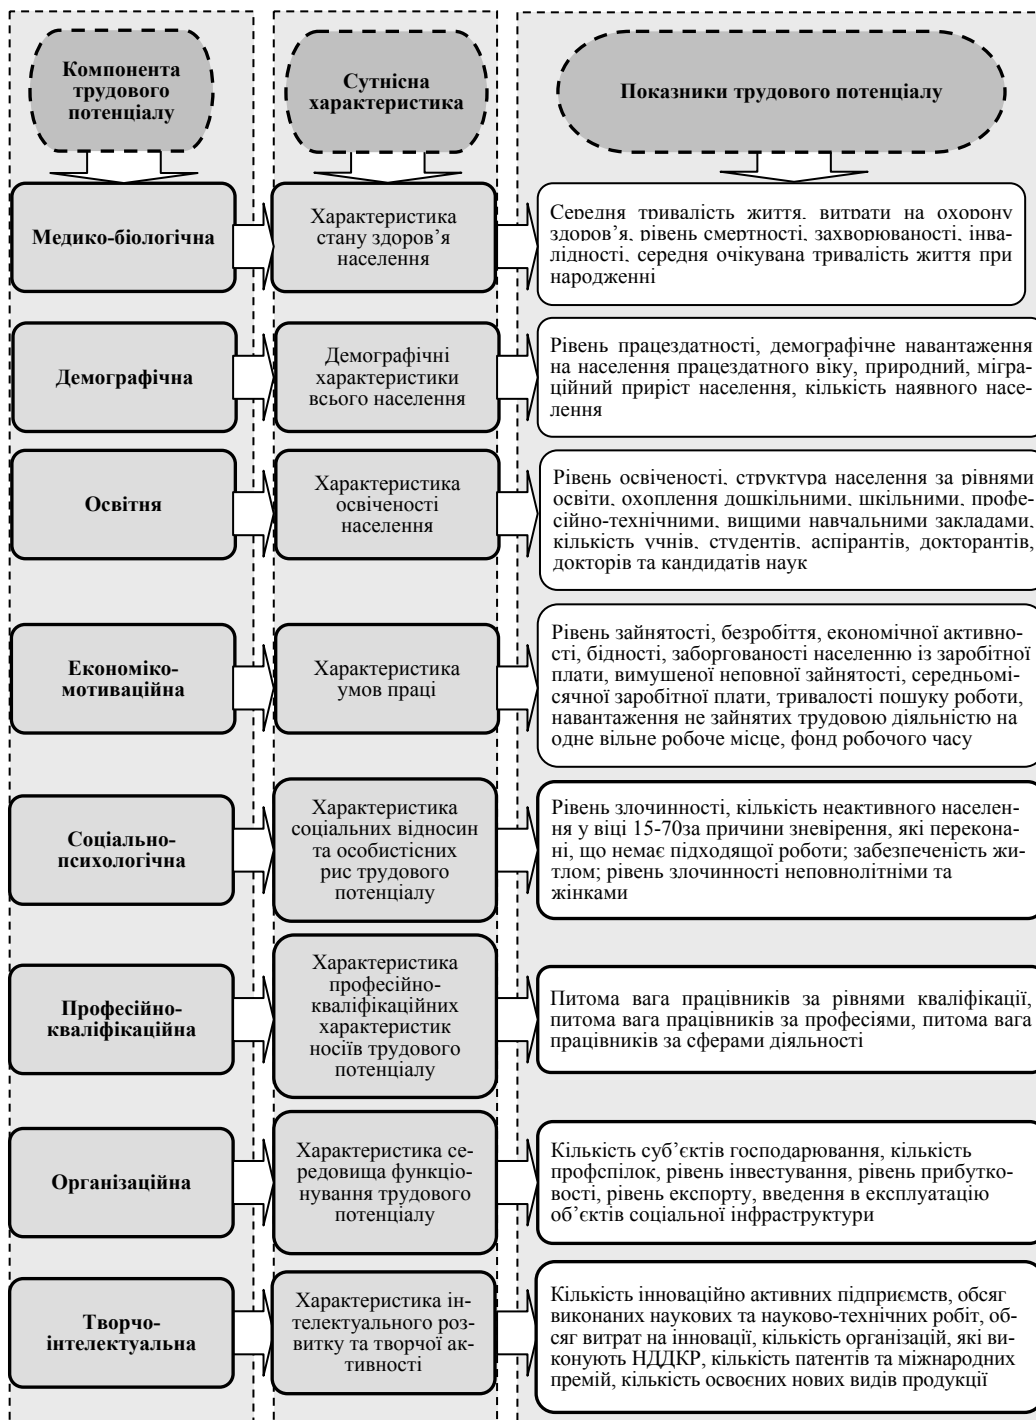 Компонента
трудового
потенціалу
Сутнісна
характеристика
Показники трудового потенціалу
Медико-біологічна
Характеристика
стану здоров’я
населення
Середня тривалість життя, витрати на охорону
здоров’я, рівень смертності, захворюваності, інва-
лідності, середня очікувана тривалість життя при
народженні
Демографічна
Демографічні
характеристики
всього населення
Рівень працездатності, демографічне навантаження
на населення працездатного віку, природний, мігра-
ційний приріст населення, кількість наявного насе-
лення
Освітня
Характеристика
освіченості
населення
Рівень освіченості, структура населення за рівнями
освіти, охоплення дошкільними, шкільними, профе-
сійно-технічними, вищими навчальними закладами,
кількість учнів, студентів, аспірантів, докторантів,
докторів та кандидатів наук
Економіко-
мотиваційна
Характеристика
умов праці
Рівень зайнятості, безробіття, економічної активно-
сті, бідності, заборгованості населенню із заробітної
плати, вимушеної неповної зайнятості, середньомі-
сячної заробітної плати, тривалості пошуку роботи,
навантаження не зайнятих трудовою діяльністю на
одне вільне робоче місце, фонд робочого часу
Соціально-
психологічна
Характеристика
соціальних відносин
та особистісних
рис трудового
потенціалу
Рівень злочинності, кількість неактивного населен-
ня у віці 15-70за причини зневірення, які перекона-
ні, що немає підходящої роботи; забезпеченість жи-
тлом; рівень злочинності неповнолітніми та
жінками
Професійно-
кваліфікаційна
Характеристика
професійно-
кваліфікаційних
характеристик
носіїв трудового
потенціалу
Питома вага працівників за рівнями кваліфікації,
питома вага працівників за професіями, питома вага
працівників за сферами діяльності
Організаційна
Характеристика се-
редовища функці-
онування трудового
потенціалу
Кількість суб’єктів господарювання, кількість
профспілок, рівень інвестування, рівень прибутко-
вості, рівень експорту, введення в експлуатацію
об’єктів соціальної інфраструктури
Творчо-
інтелектуальна
Характеристика ін-
телектуального роз-
витку та творчої ак-
тивності
Кількість інноваційно активних підприємств, обсяг
виконаних наукових та науково-технічних робіт, об-
сяг витрат на інновації, кількість організацій, які ви-
конують НДДКР, кількість патентів та міжнародних
премій, кількість освоєних нових видів продукції